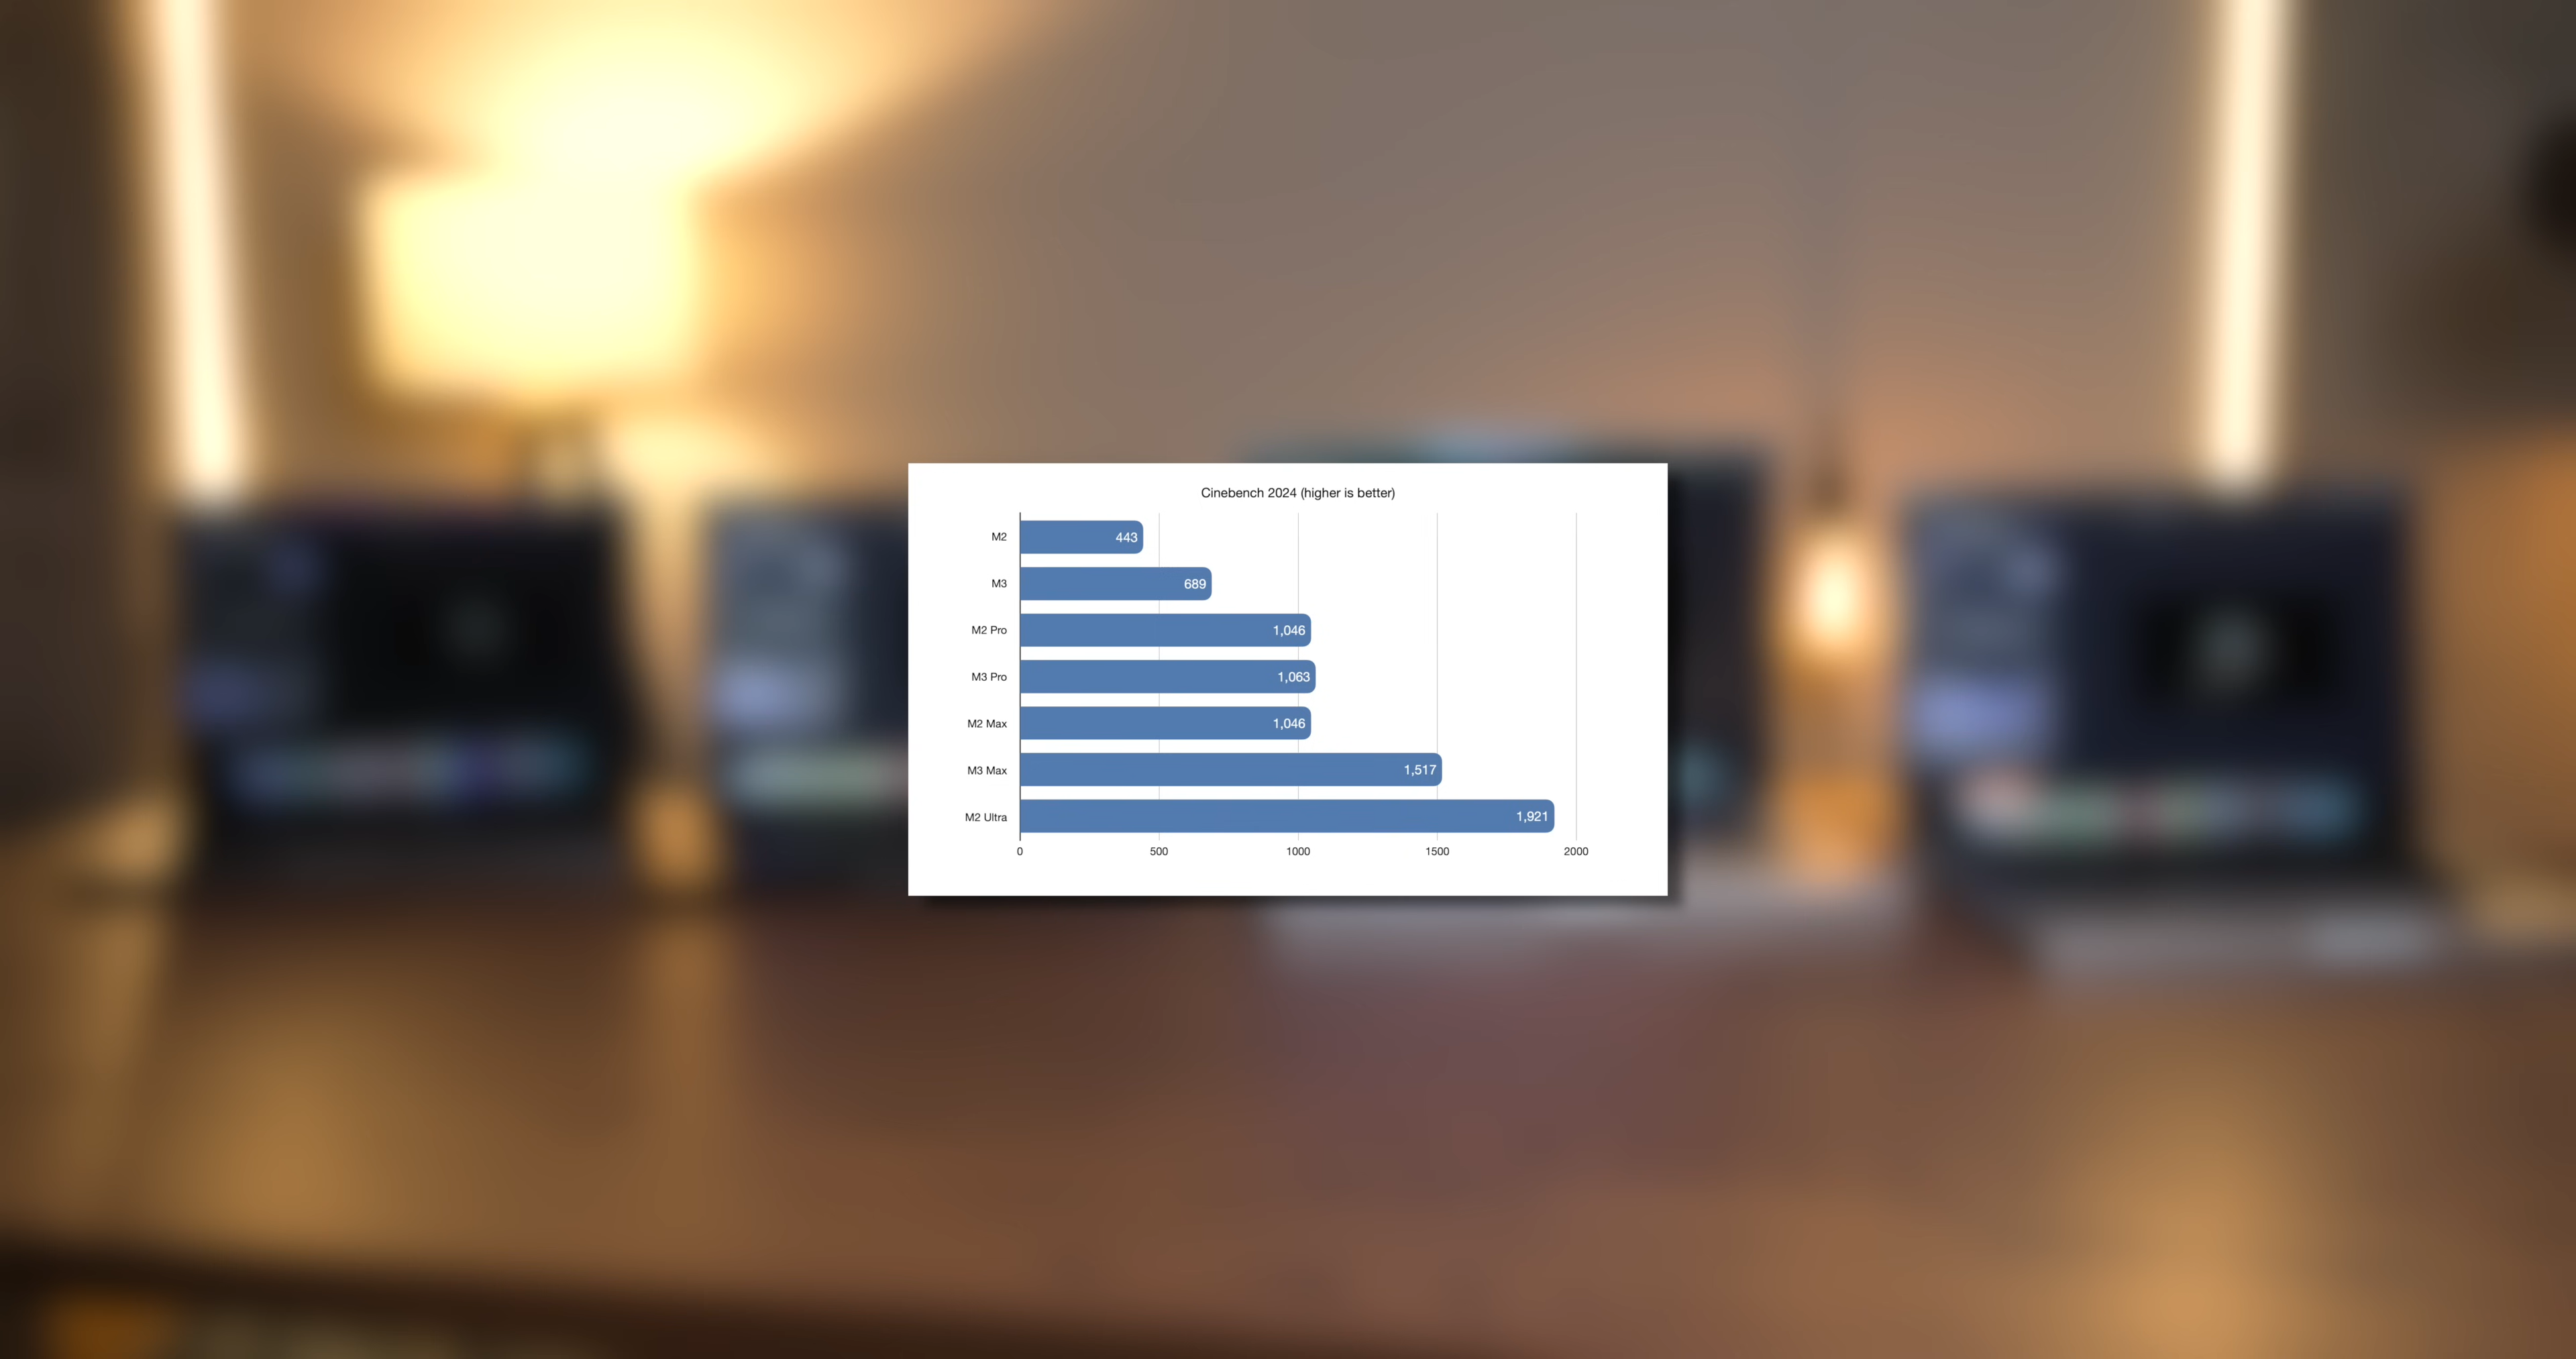 Cinebench 2024 (higher is better)
M2 443
M3 689
M2 Pro 1,046
M3 Pro 1,063
M2 Max 1,046
M3 Max 1,517
M2 Ultra 1,921
0 500 1000 1500 2000